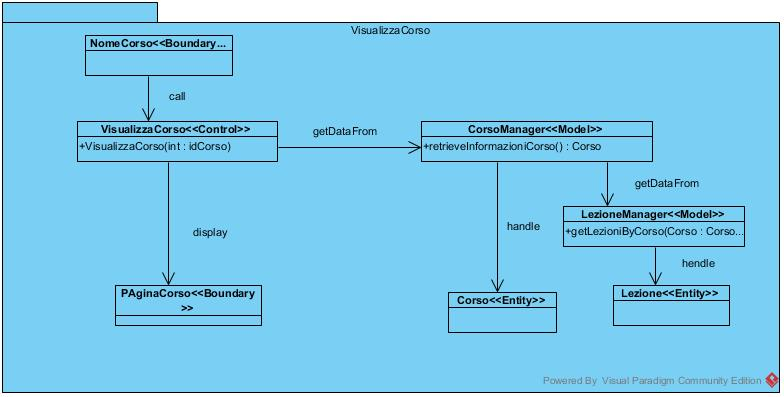 VisualizzaCorso
NomeCorso<<Boundary...
call
VisualizzaCorso<<Control>>
+VisualizzaCorso(int : idCorso)
getDataFrom
CorsoManager<<Model>>
+retrieveInformazioniCorso() : Corso
getDataFrom
LezioneManager<<Model>>
+getLezioniByCorso(Corso : Corso...
handle
display
hendle
PAginaCorso<<Boundary
>>
Corso<<Entity>>
Lezione<<Entity>>
Powered By Visual Paradigm Community Edition